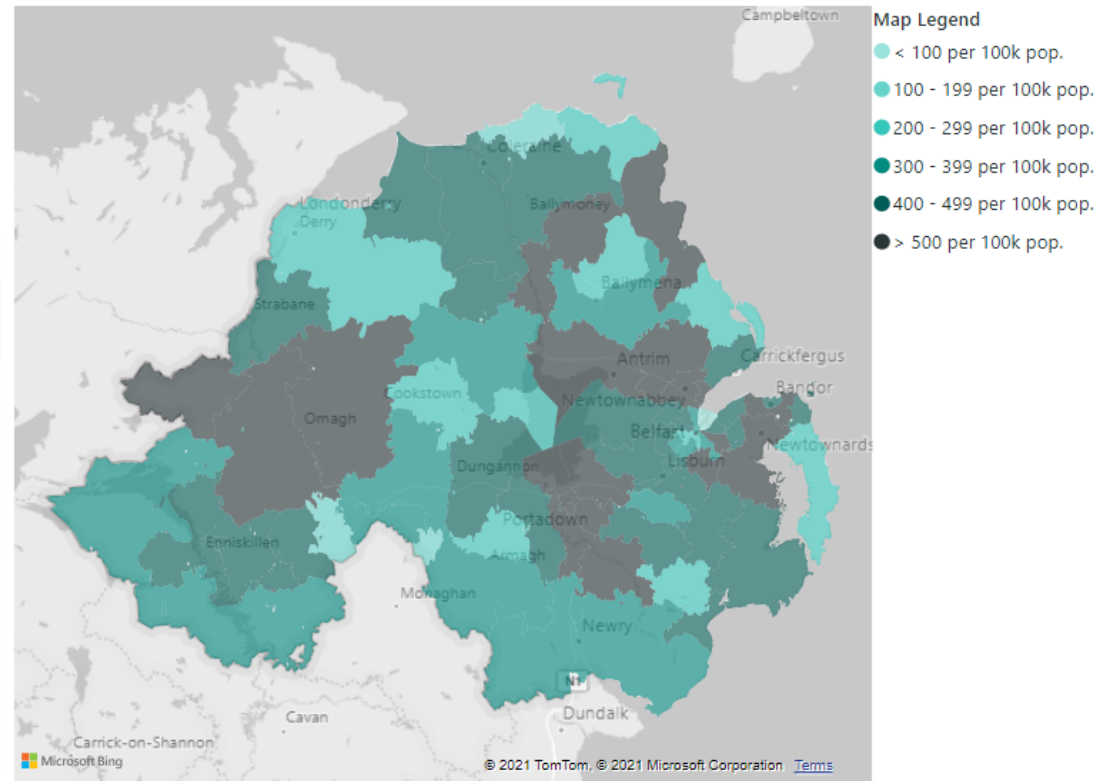 Campbeltown
Map Legend
< 100 per 100k pop.
100 - 199 per 100k pop.
200 - 299 per 100k pop.
300 - 399 per 100k pop.
400 - 499 per 100k pop.
> 500 per 100k pop.
Coleraine
Londonderry
Derry
Ballymoney
Ballymena
Strabane
Antrim
Carrickfergus
Bandor
Cookstown
Newtownabbey
Omagh
Belfast
Newtownards
Dungannon
Lisburn
Portadown
Enniskillen
Armagh
Monaghan
Newry
N1
Dundalk
Cavan
Carrick-on-Shannon
Microsoft Bing
© 2021 TomTom, © 2021 Microsoft Corporation Terms